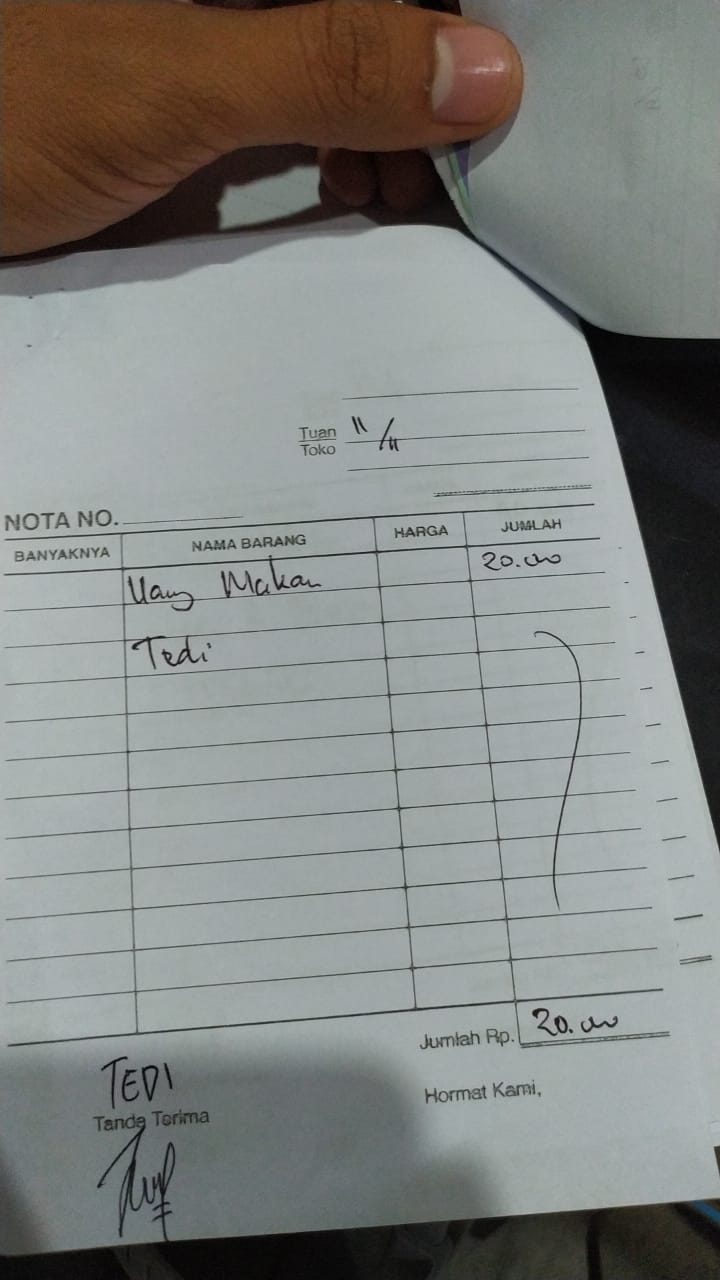 Tuan
Toko
11/11
NOTA NO.
BANYAKNYA NAMA BARANG HARGA JUMLAH
Uang Makan 20.000
Tedi
Jumlah Rp. 20.000
TEDI
Tanda Terima
Hormat Kami,